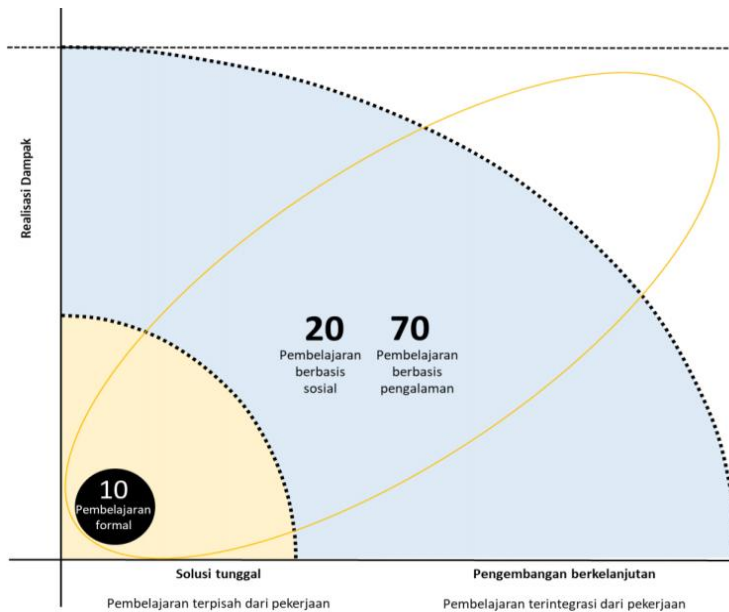 Realisasi Dampak
20
Pembelajaran
berbasis
sosial
70
Pembelajaran
berbasis
pengalaman
10
Pembelajaran
formal
Solusi tunggal
Pengembangan berkelanjutan
Pembelajaran terpisah dari pekerjaan
Pembelajaran terintegrasi dari pekerjaan